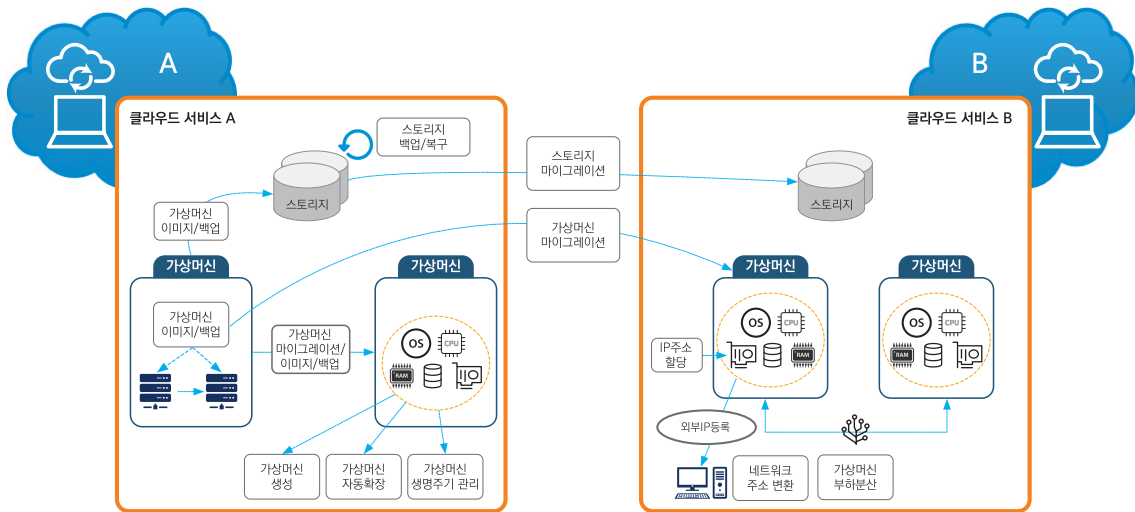 A
B
클라우드 서비스 A
클라우드 서비스 B
스토리지
백업/복구
스토리지
마이그레이션
스토리지
스토리지
가상머신
이미지/백업
가상머신
마이그레이션
가상머신
가상머신
가상머신
가상머신
가상머신
이미지/백업
가상머신
마이그레이션/
이미지/백업
OS
CPU
RAM
OS
CPU
RAM
OS
CPU
RAM
IP주소
할당
외부IP등록
가상머신
생성
가상머신
자동확장
가상머신
생명주기 관리
네트워크
주소 변환
가상머신
부하분산